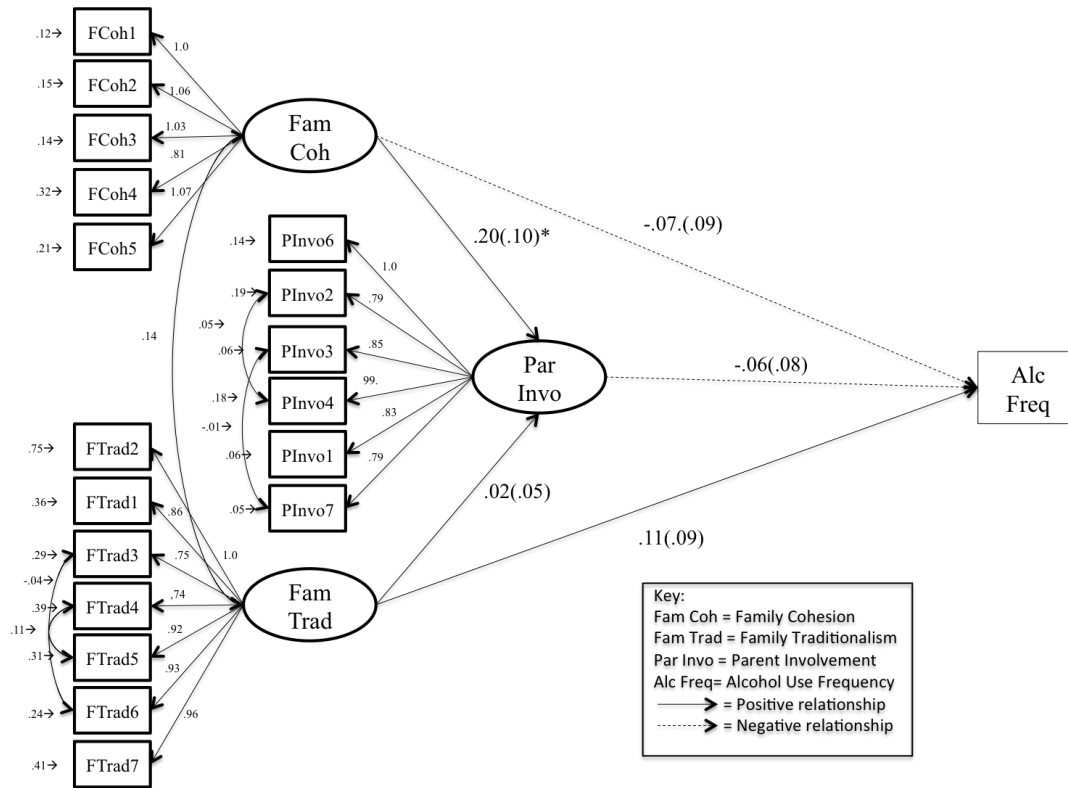 .12→
FCoh1
1.0
.15→
FCoh2
1.06
.14→
FCoh3
1.03
.81
.32→
FCoh4
1.07
.21→
FCoh5
Fam
Coh
-.07.(.09)
.20(.10)*
.14→
PInvo6
1.0
.19→
PInvo2
.79
.05→
.14
.06→
PInvo3
.85
Par
Invo
-.06(.08)
Alc
Freq
.18→
PInvo4
99.
-.01→
.83
.06→
PInvo1
.79
.05→
PInvo7
.02(.05)
.11(.09)
.75→
FTrad2
.36→
FTrad1
.86
.29→
FTrad3
.75
1.0
-.04→
.39→
FTrad4
,74
.11→
.92
.31→
FTrad5
.93
.24→
FTrad6
.96
.41→
FTrad7
Fam
Trad
Key:
Fam Coh = Family Cohesion
Fam Trad = Family Traditionalism
Par Invo = Parent Involvement
Alc Freq= Alcohol Use Frequency
= Positive relationship
= Negative relationship